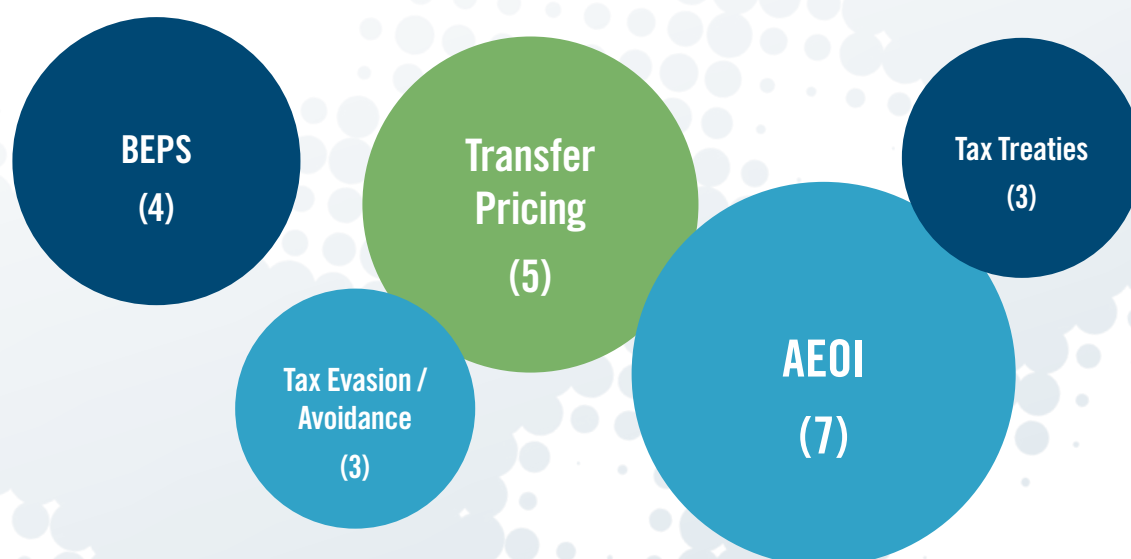 BEPS
(4)
Transfer
Pricing
(5)
Tax Treaties
(3)
Tax Evasion /
Avoidance
(3)
AEOI
(7)